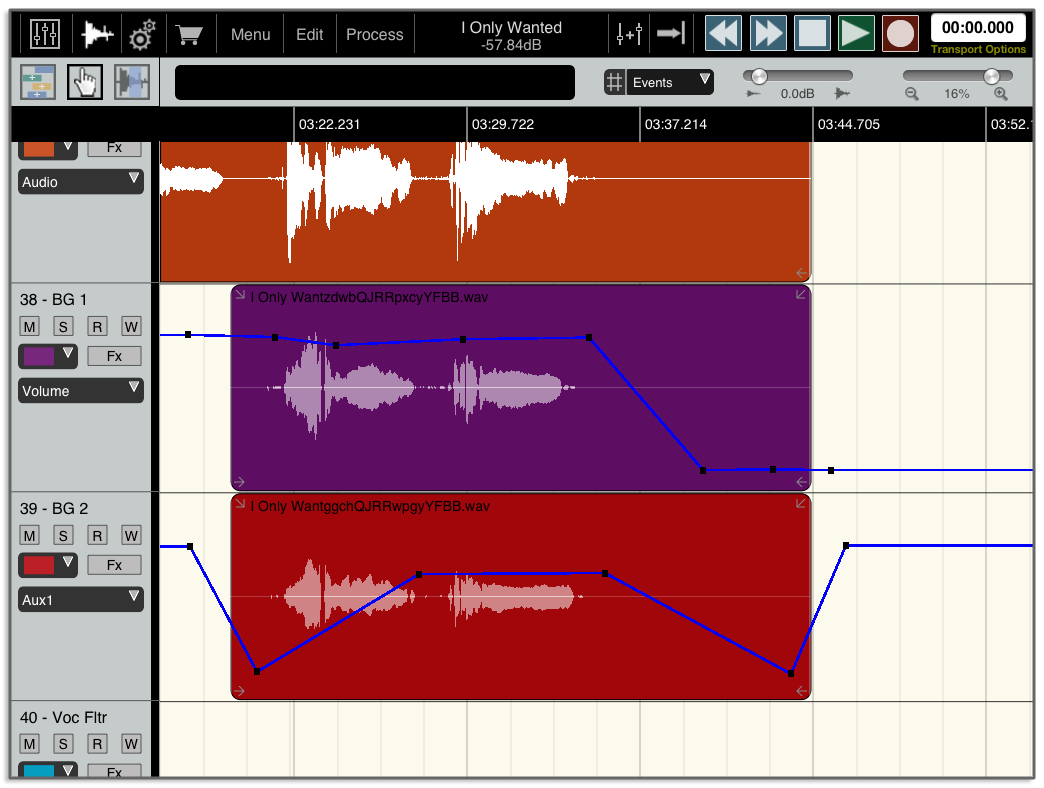 Menu
Edit
Process
I Only Wanted
-57.84dB
00:00.000
Transport Options
Events
0.0dB
16%
03:22.231
03:29.722
03:37.214
03:44.705
03:52.
Fx
Audio
38 - BG 1
I Only WantzdwbQJRRpxcyYFBB.wav
M S R W
Fx
Volume
39 - BG 2
I Only WantggchQJRRwpgyYFBB.wav
M S R W
Fx
Aux1
40 - Voc Fltr
M S R W
Fx